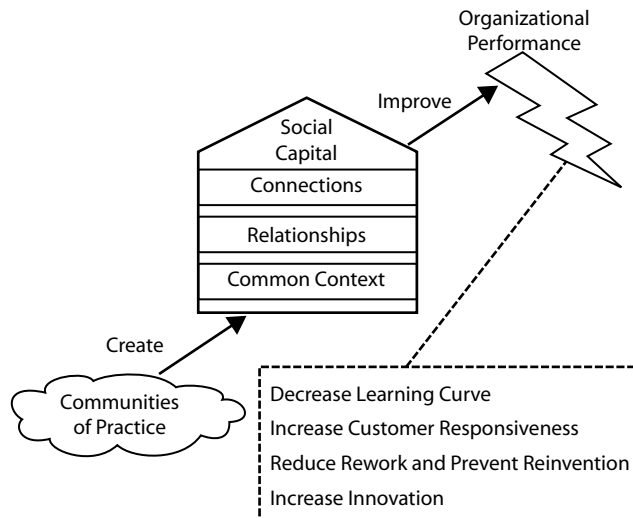 Organizational
Performance
Improve
Social
Capital
Connections
Relationships
Common Context
Create
Communities
of Practice
Decrease Learning Curve
Increase Customer Responsiveness
Reduce Rework and Prevent Reinvention
Increase Innovation